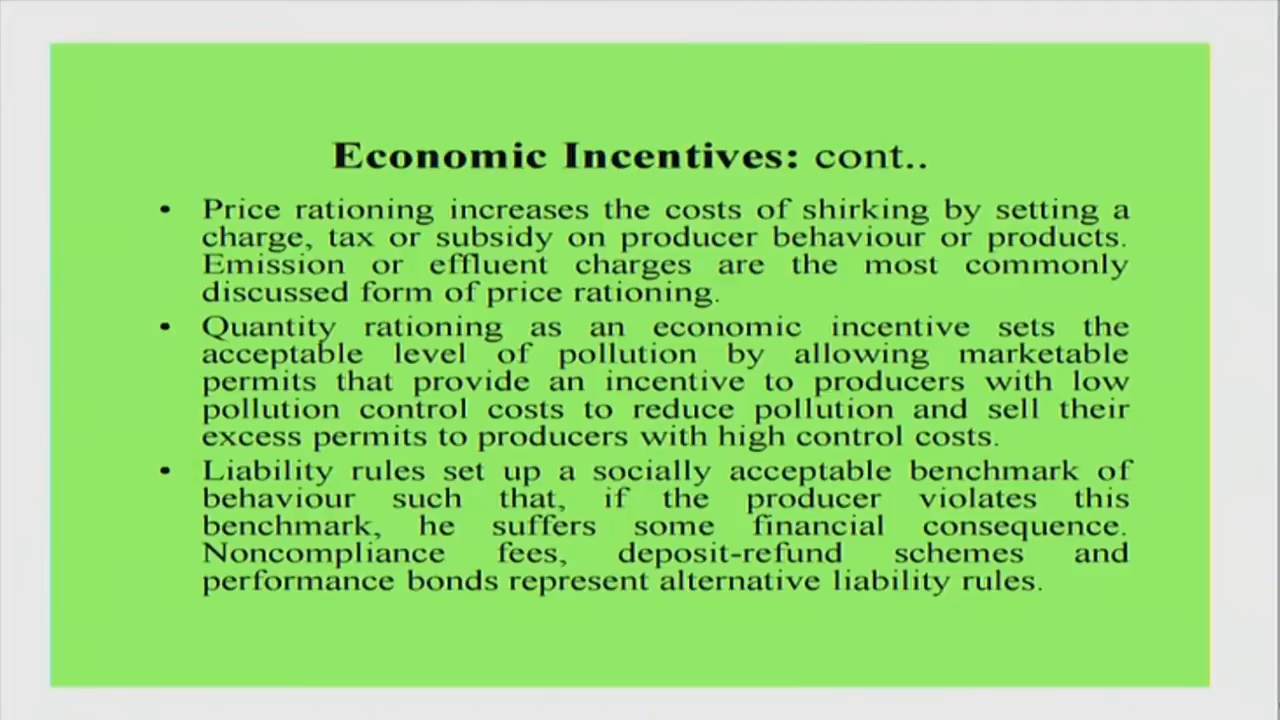 Economic Incentives: cont..
• Price rationing increases the costs of shirking by setting a
charge, tax or subsidy on producer behaviour or products.
Emission or effluent charges are the most commonly
discussed form of price rationing.
• Quantity rationing as an economic incentive sets the
acceptable level of pollution by allowing marketable
permits that provide an incentive to producers with low
pollution control costs to reduce pollution and sell their
excess permits to producers with high control costs.
• Liability rules set up a socially acceptable benchmark of
behaviour such that, if the producer violates this
benchmark, he suffers some financial consequence.
Noncompliance fees, deposit-refund schemes and
performance bonds represent alternative liability rules.